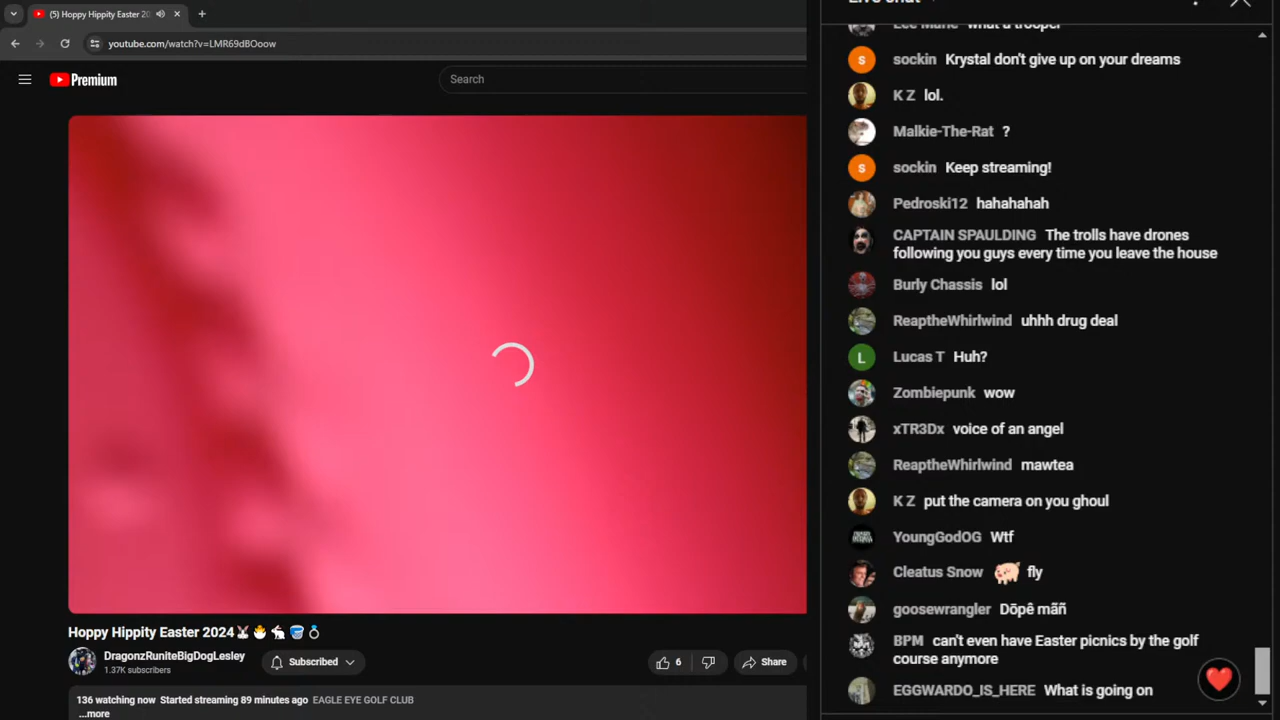 (5) Hoppy Hippity Easter 20
youtube.com/watch?v=LMR69dBOoow
Premium
Search
Hoppy Hippity Easter 2024
DragonzRuniteBigDogLesley
1.37K subscribers
Subscribed
6
Share
136 watching now Started streaming 89 minutes ago EAGLE EYE GOLF CLUB
...more
Live chat
Lee Marie what a trooper
sockin Krystal don't give up on your dreams
K Z lol.
Malkie-The-Rat ?
sockin Keep streaming!
Pedroski12 hahahahah
CAPTAIN SPAULDING The trolls have drones
following you guys every time you leave the house
Burly Chassis lol
ReaptheWhirlwind uhhh drug deal
Lucas T Huh?
Zombiepunk wow
xTR3Dx voice of an angel
ReaptheWhirlwind mawtea
K Z put the camera on you ghoul
YoungGodOG Wtf
Cleatus Snow fly
goosewrangler Dōpê mãñ
BPM can't even have Easter picnics by the golf
course anymore
EGGWARDO_IS_HERE What is going on